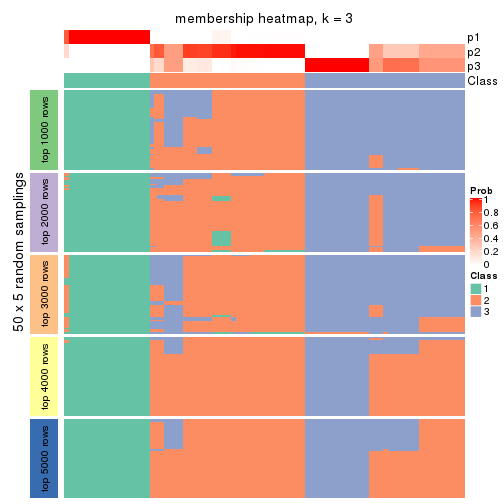 membership heatmap, k = 3
p1
p2
p3
Class
50 x 5 random samplings
top 1000 rows
top 2000 rows
top 3000 rows
top 4000 rows
top 5000 rows
Prob
1
0.8
0.6
0.4
0.2
0
Class
1
2
3